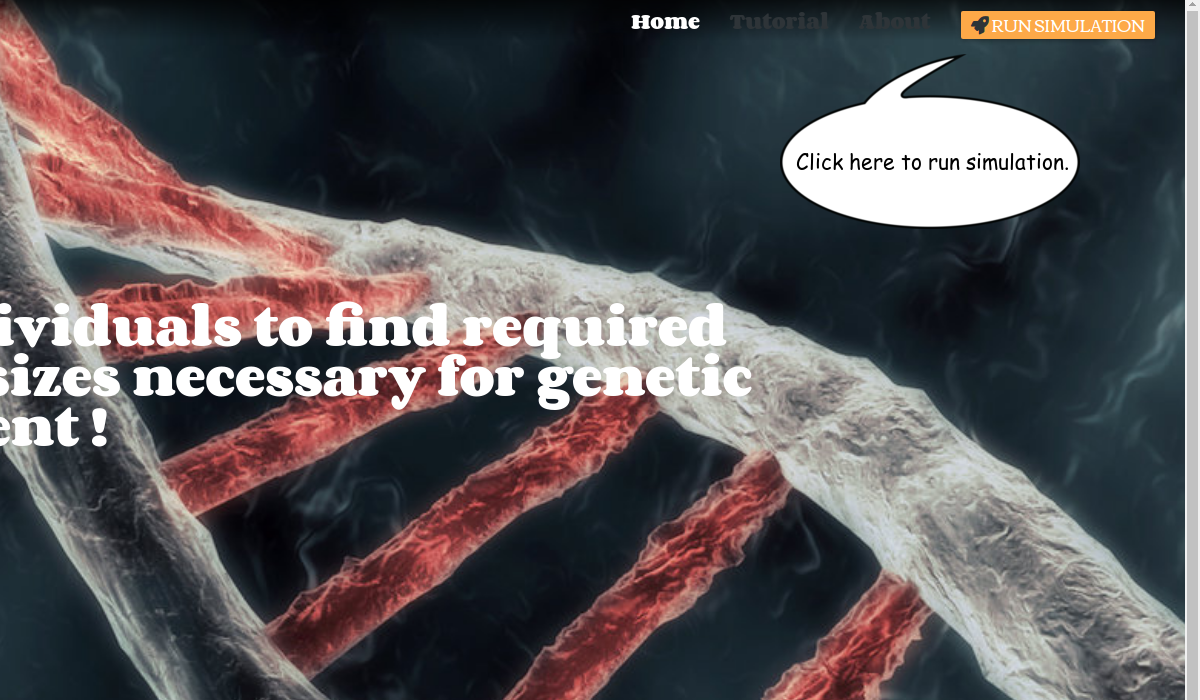 Home Tutorial About RUN SIMULATION
Click here to run simulation.
ividuals to find required
sizes necessary for genetic
ent !